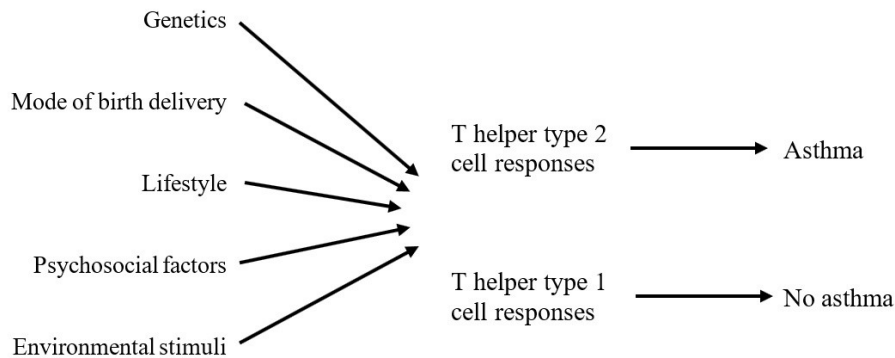 Genetics
Mode of birth delivery
Lifestyle
Psychosocial factors
Environmental stimuli
T helper type 2
cell responses
Asthma
T helper type 1
cell responses
No asthma